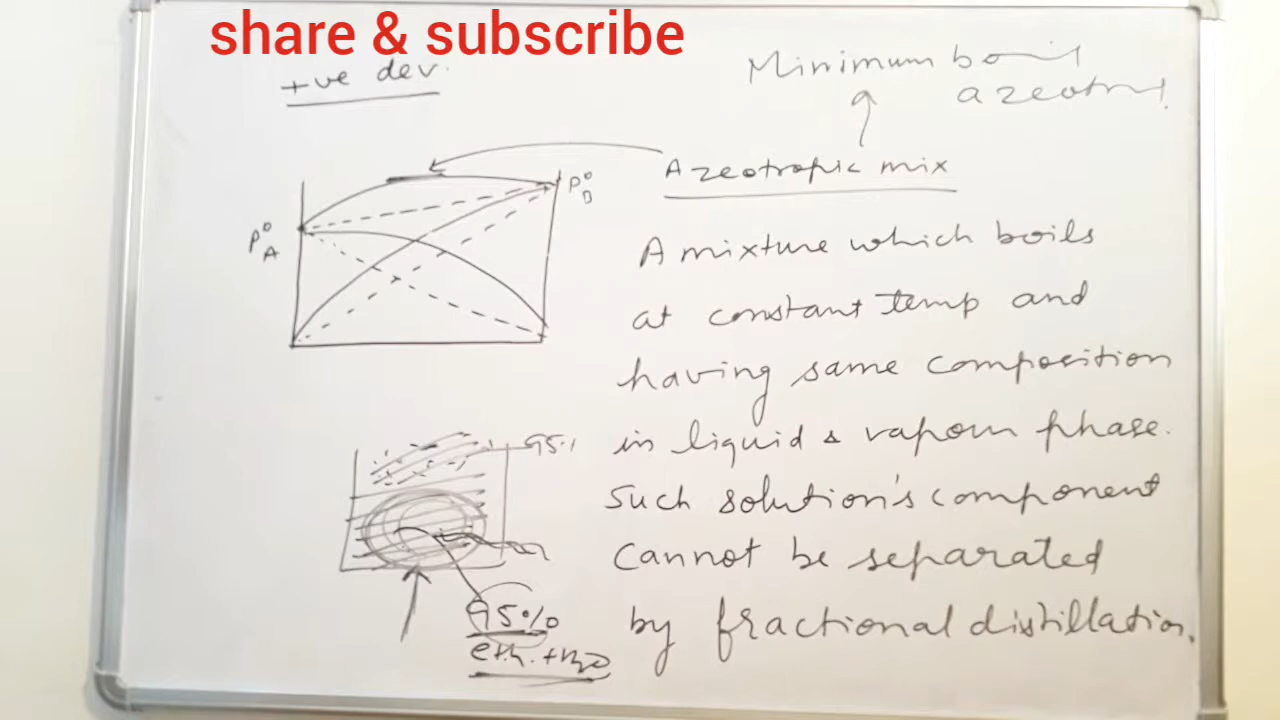 share & subscribe
+ve dev.
Minimum boil
azeotr
Azeotropic mix
P°A
P°B
A mixture which boils
at constant temp and
having same composition
in liquid & vapour phase.
Such solution's component
cannot be separated
by fractional distillation.
95%
95%
eth. + H2O